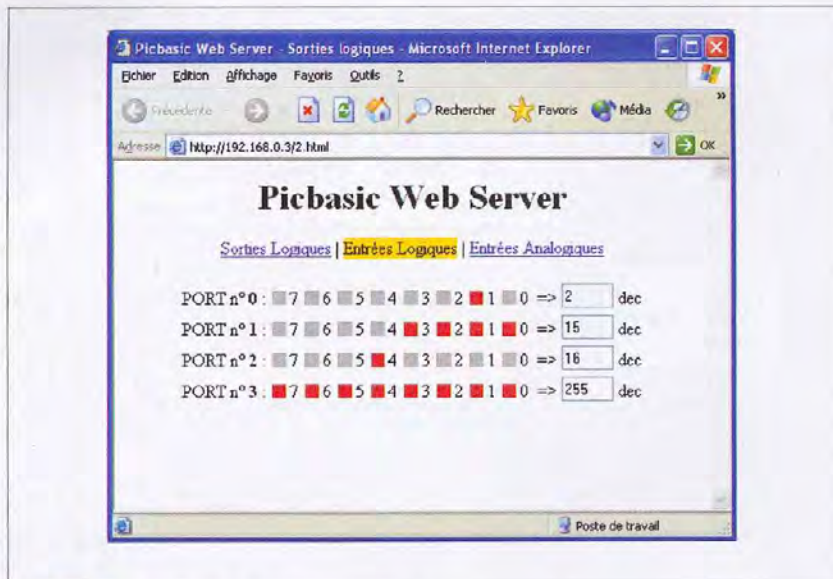 Picbasic Web Server - Sorties logiques - Microsoft Internet Explorer
Fichier Edition Affichage Favoris Outils ?
Précédente Rechercher Favoris Média »
Adresse http://192.168.0.3/2.html OK
Picbasic Web Server
Sorties Logiques | Entrées Logiques | Entrées Analogiques
PORT n° 0 : 7 6 5 4 3 2 1 0 => 2 dec
PORT n° 1 : 7 6 5 4 3 2 1 0 => 15 dec
PORT n° 2 : 7 6 5 4 3 2 1 0 => 16 dec
PORT n° 3 : 7 6 5 4 3 2 1 0 => 255 dec
Poste de travail